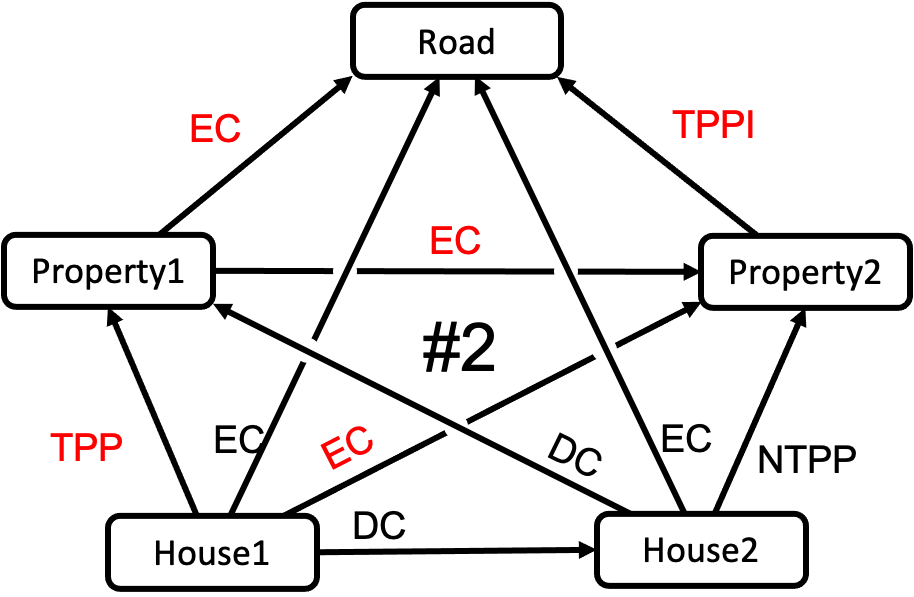 Road
EC
TPPI
EC
Property1
Property2
#2
TPP
EC
EC
DC
EC
NTPP
DC
House1
House2